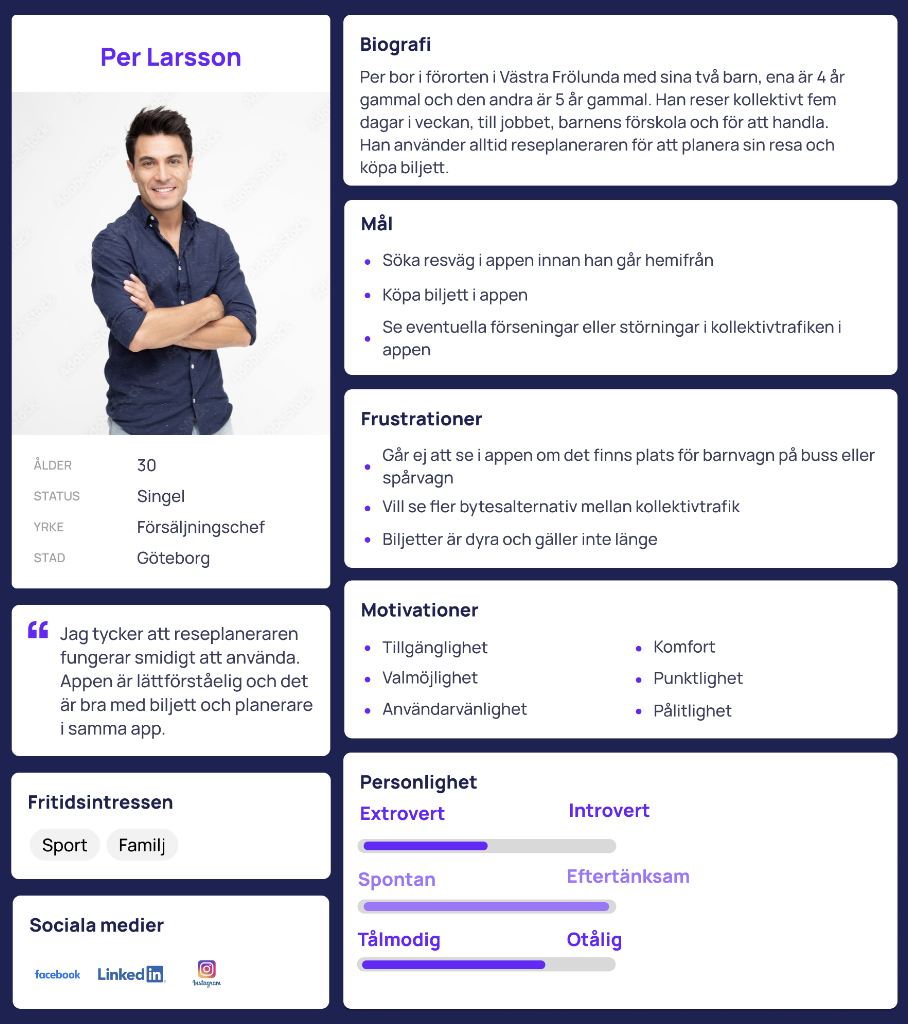 Per Larsson
ÅLDER 30
STATUS Singel
YRKE Försäljningschef
STAD Göteborg
Jag tycker att reseplaneraren
fungerar smidigt att använda.
Appen är lättförståelig och det
är bra med biljett och planerare
i samma app.
Fritidsintressen
Sport Familj
Sociala medier
facebook LinkedIn Instagram
Biografi
Per bor i förorten i Västra Frölunda med sina två barn, ena är 4 år
gammal och den andra är 5 år gammal. Han reser kollektivt fem
dagar i veckan, till jobbet, barnens förskola och för att handla.
Han använder alltid reseplaneraren för att planera sin resa och
köpa biljett.
Mål
Söka resväg i appen innan han går hemifrån
Köpa biljett i appen
Se eventuella förseningar eller störningar i kollektivtrafiken i
appen
Frustrationer
Går ej att se i appen om det finns plats för barnvagn på buss eller
spårvagn
Vill se fler bytesalternativ mellan kollektivtrafik
Biljetter är dyra och gäller inte länge
Motivationer
Tillgänglighet
Valmöjlighet
Användarvänlighet
Komfort
Punktlighet
Pålitlighet
Personlighet
Extrovert Introvert
Spontan Eftertänksam
Tålmodig Otålig